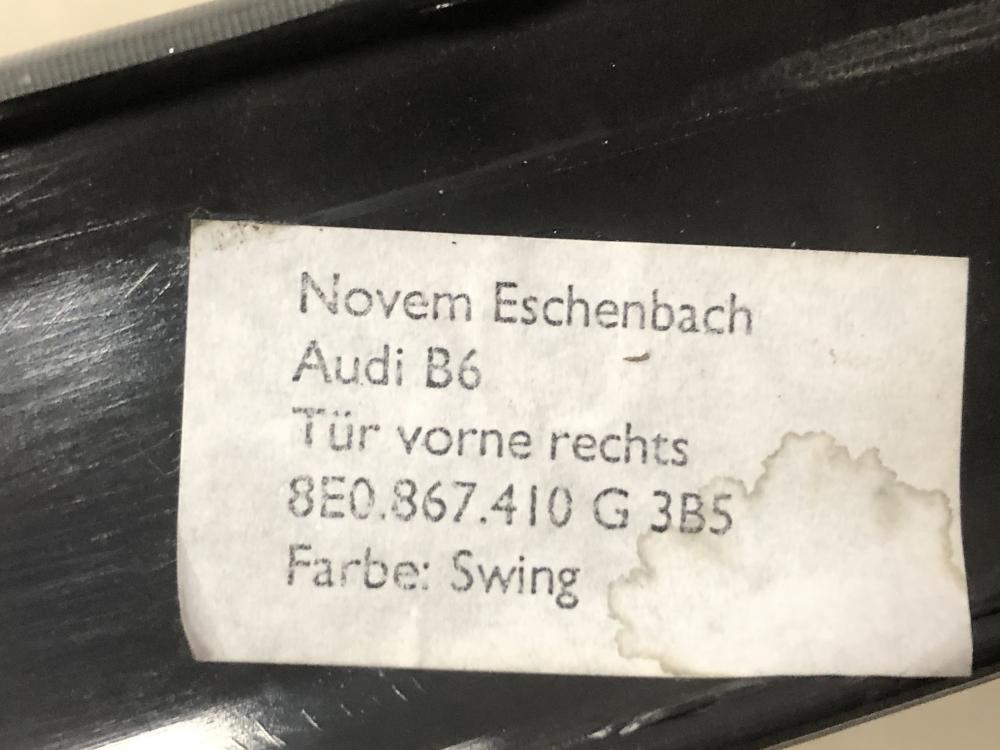 Novem Eschenbach
Audi B6
Tür vorne rechts
8E0.867.410 G 3B5
Farbe: Swing